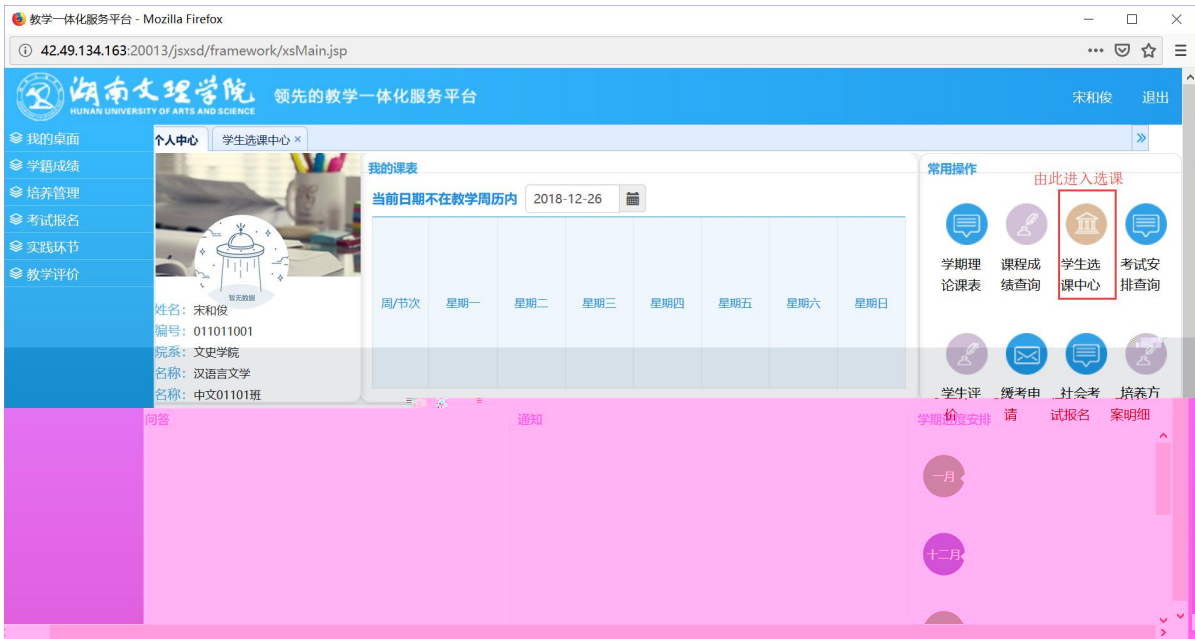 教学一体化服务平台 - Mozilla Firefox
42.49.134.163:20013/jsxsd/framework/xsMain.jsp
湖南文理学院
HUNAN UNIVERSITY OF ARTS AND SCIENCE
领先的教学一体化服务平台
宋和俊 退出
我的桌面
学籍成绩
培养管理
考试报名
实践环节
教学评价
个人中心 学生选课中心 ×
暂无数据
姓名：宋和俊
编号：011011001
院系：文史学院
名称：汉语言文学
名称：中文01101班
我的课表
当前日期不在教学周历内 2018-12-26
周/节次 星期一 星期二 星期三 星期四 星期五 星期六 星期日
常用操作
由此进入选课
学期理
论课表
课程成
绩查询
学生选
课中心
考试安
排查询
学生评
价
缓考申
请
社会考
试报名
培养方
案明细
问答
通知
学期进度安排
一月
十二月